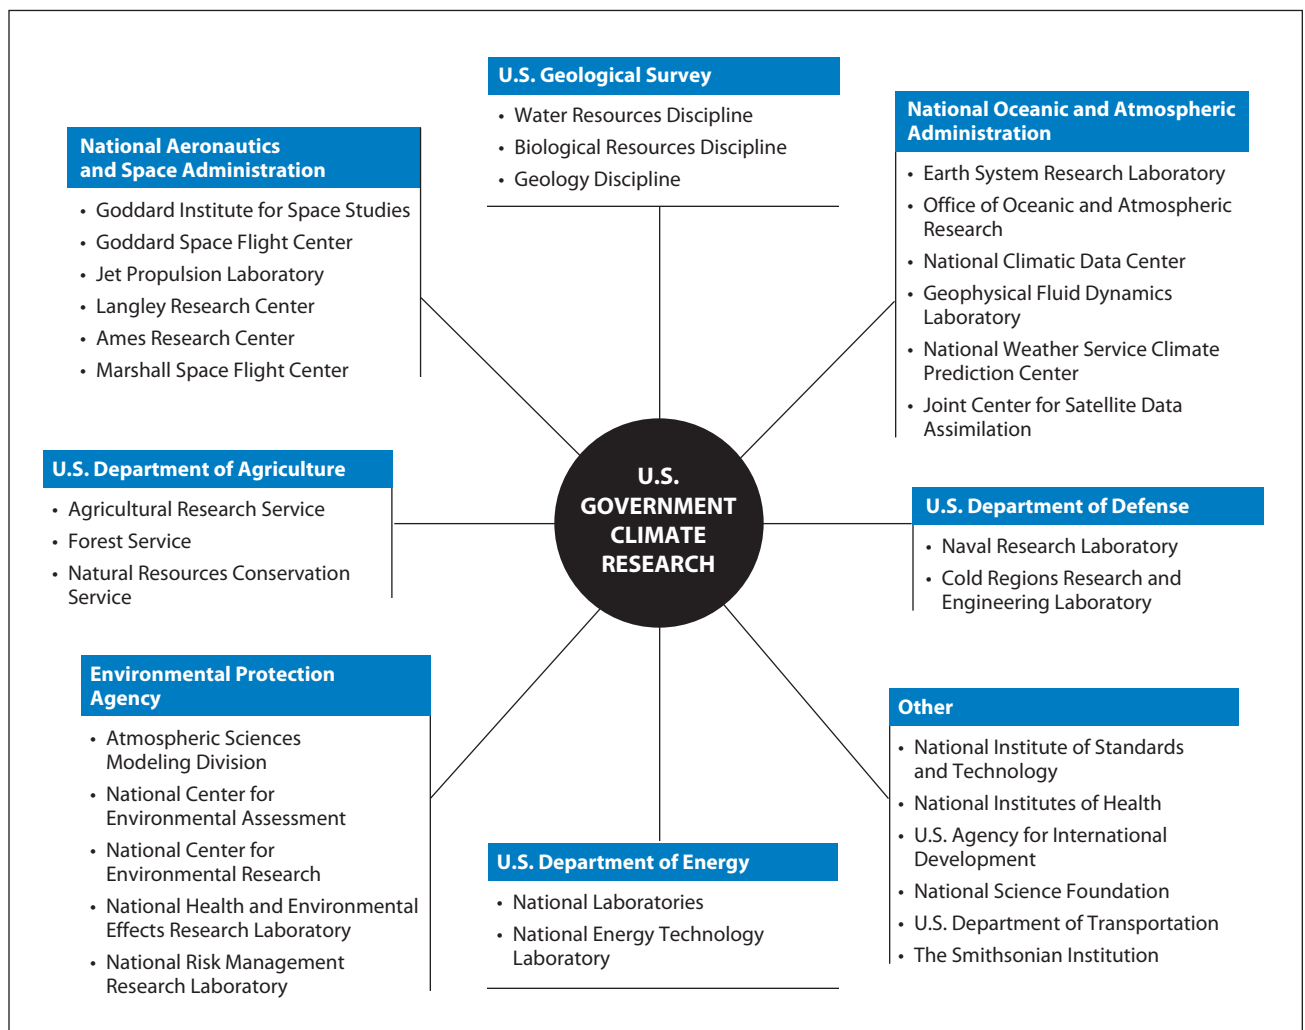 U.S. Geological Survey
• Water Resources Discipline
• Biological Resources Discipline
• Geology Discipline
National Oceanic and Atmospheric
Administration
• Earth System Research Laboratory
• Office of Oceanic and Atmospheric
Research
• National Climatic Data Center
• Geophysical Fluid Dynamics
Laboratory
• National Weather Service Climate
Prediction Center
• Joint Center for Satellite Data
Assimilation
National Aeronautics
and Space Administration
• Goddard Institute for Space Studies
• Goddard Space Flight Center
• Jet Propulsion Laboratory
• Langley Research Center
• Ames Research Center
• Marshall Space Flight Center
U.S.
GOVERNMENT
CLIMATE
RESEARCH
U.S. Department of Agriculture
• Agricultural Research Service
• Forest Service
• Natural Resources Conservation
Service
U.S. Department of Defense
• Naval Research Laboratory
• Cold Regions Research and
Engineering Laboratory
Environmental Protection
Agency
• Atmospheric Sciences
Modeling Division
• National Center for
Environmental Assessment
• National Center for
Environmental Research
• National Health and Environmental
Effects Research Laboratory
• National Risk Management
Research Laboratory
U.S. Department of Energy
• National Laboratories
• National Energy Technology
Laboratory
Other
• National Institute of Standards
and Technology
• National Institutes of Health
• U.S. Agency for International
Development
• National Science Foundation
• U.S. Department of Transportation
• The Smithsonian Institution